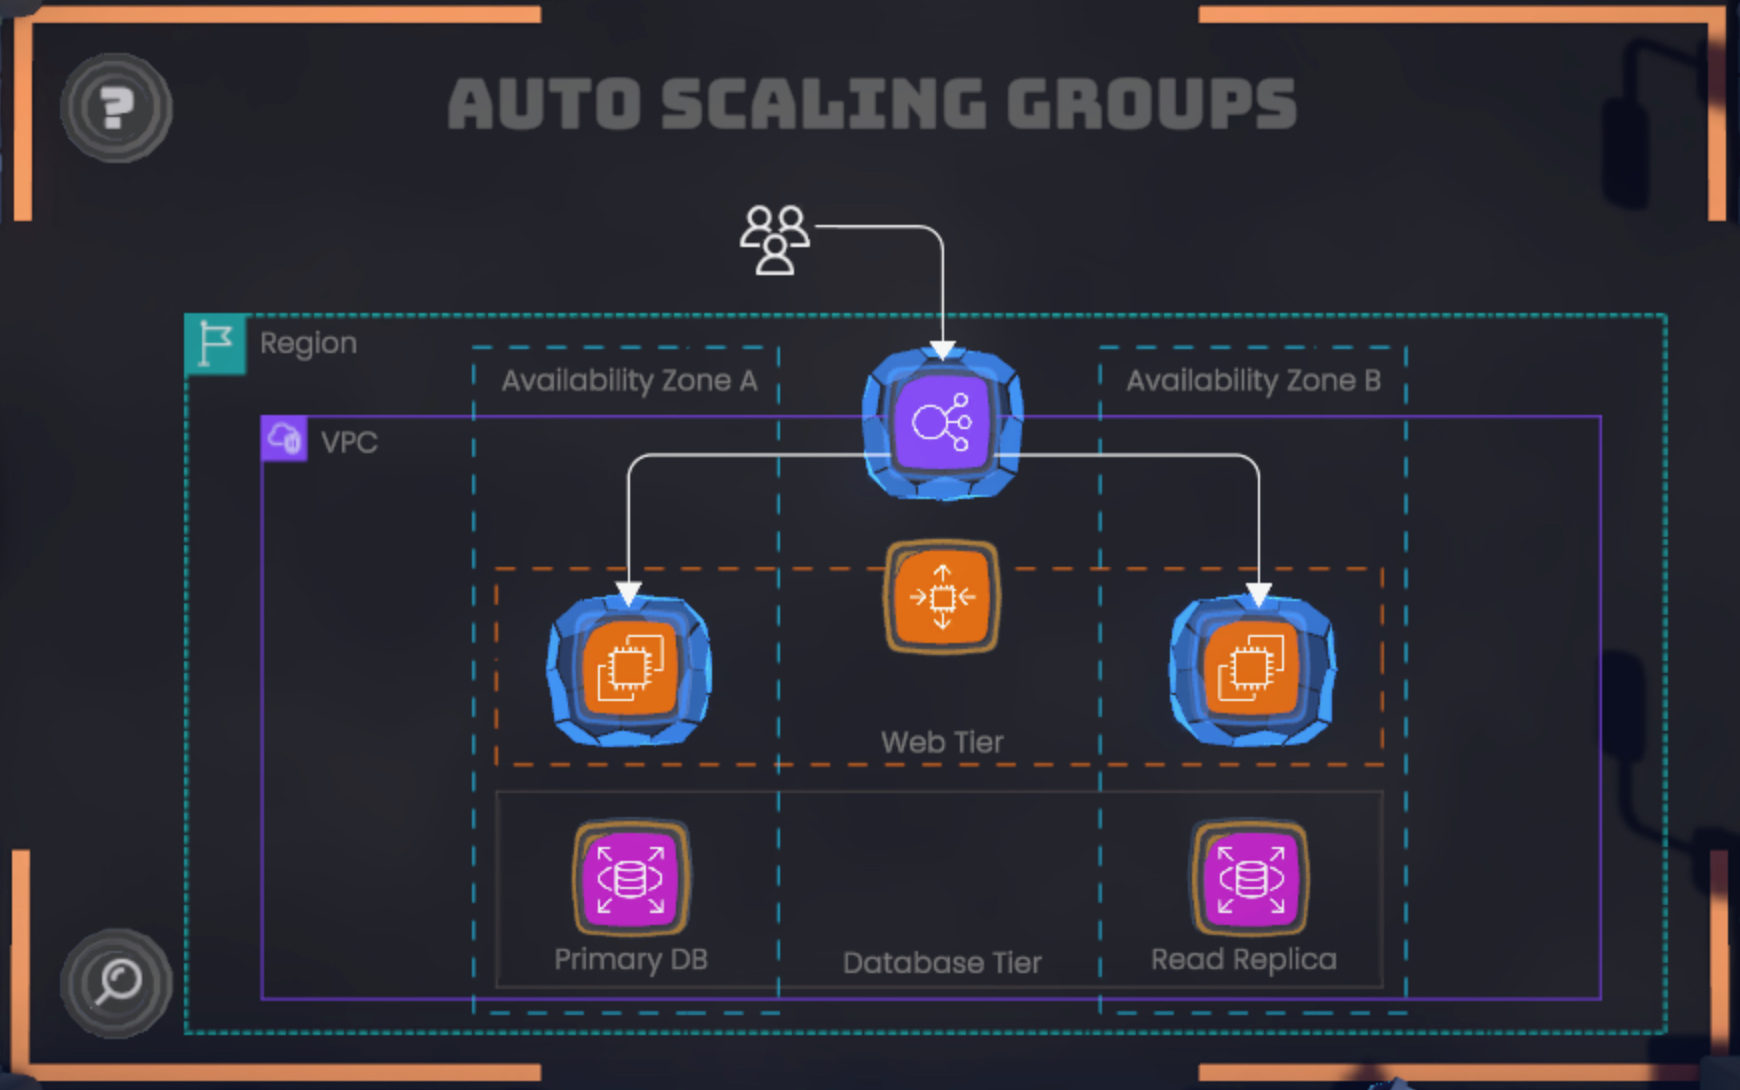 ?
AUTO SCALING GROUPS
Region
Availability Zone A
Availability Zone B
VPC
Web Tier
Primary DB
Database Tier
Read Replica